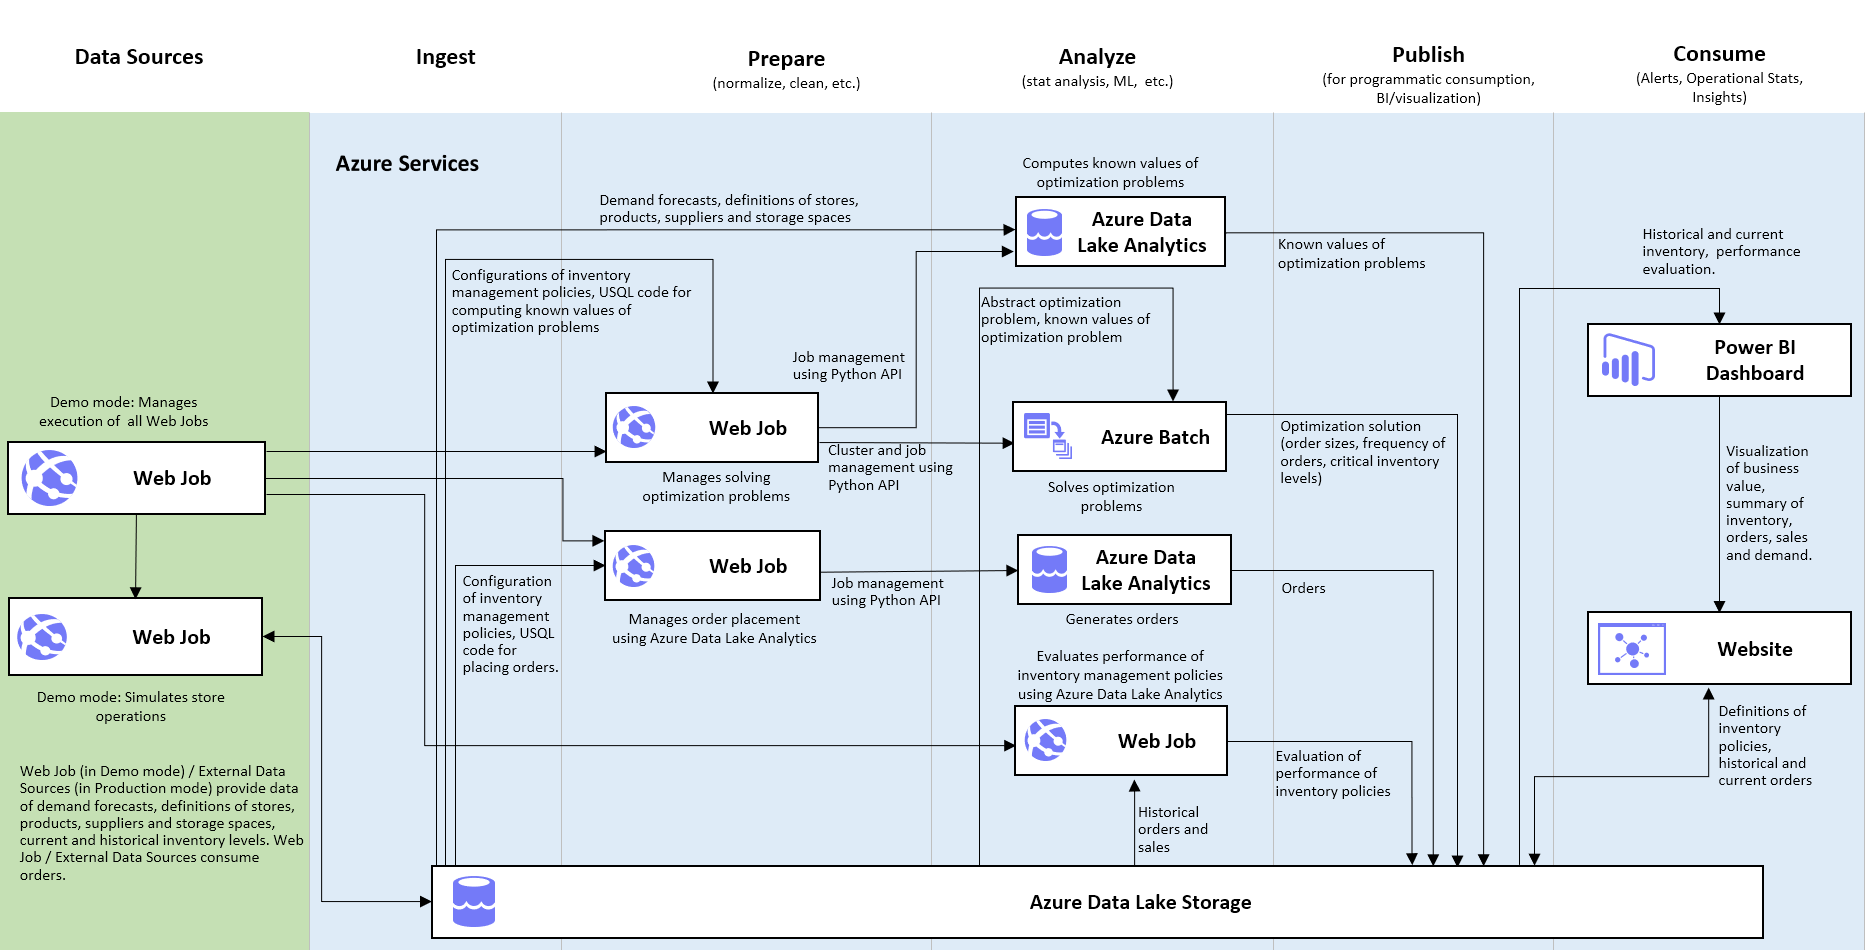 Data Sources
Ingest
Prepare
(normalize, clean, etc.)
Analyze
(stat analysis, ML, etc.)
Publish
(for programmatic consumption,
BI/visualization)
Consume
(Alerts, Operational Stats,
Insights)
Azure Services
Demo mode: Manages
execution of all Web Jobs
Web Job
Web Job
Demo mode: Simulates store
operations
Web Job (in Demo mode) / External Data
Sources (in Production mode) provide data
of demand forecasts, definitions of stores,
products, suppliers and storage spaces,
current and historical inventory levels. Web
Job / External Data Sources consume
orders.
Demand forecasts, definitions of stores,
products, suppliers and storage spaces
Configurations of inventory
management policies, USQL code for
computing known values of
optimization problems
Job management
using Python API
Web Job
Manages solving
optimization problems
Cluster and job
management using
Python API
Web Job
Manages order placement
using Azure Data Lake Analytics
Configuration
of inventory
management
policies, USQL
code for
placing orders.
Job management
using Python API
Computes known values of
optimization problems
Azure Data
Lake Analytics
Abstract optimization
problem, known values of
optimization problem
Azure Batch
Solves optimization
problems
Azure Data
Lake Analytics
Generates orders
Evaluates performance of
inventory management policies
using Azure Data Lake Analytics
Web Job
Historical
orders and
sales
Known values of
optimization problems
Optimization solution
(order sizes, frequency of
orders, critical inventory
levels)
Orders
Evaluation of
performance of
inventory policies
Historical and current
inventory, performance
evaluation.
Power BI
Dashboard
Visualization
of business
value,
summary of
inventory,
orders, sales
and demand.
Website
Definitions of
inventory
policies,
historical and
current orders
Azure Data Lake Storage